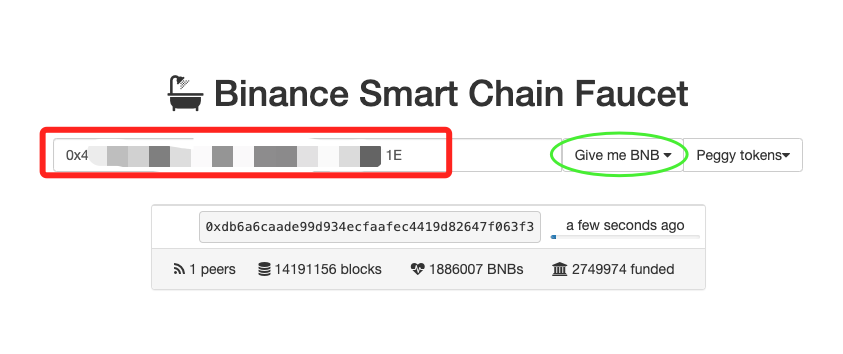 Binance Smart Chain Faucet
0x4 1E Give me BNB Peggy tokens
0xdb6a6caade99d934ecfaafec4419d82647f063f3 a few seconds ago
1 peers 14191156 blocks 1886007 BNBs 2749974 funded